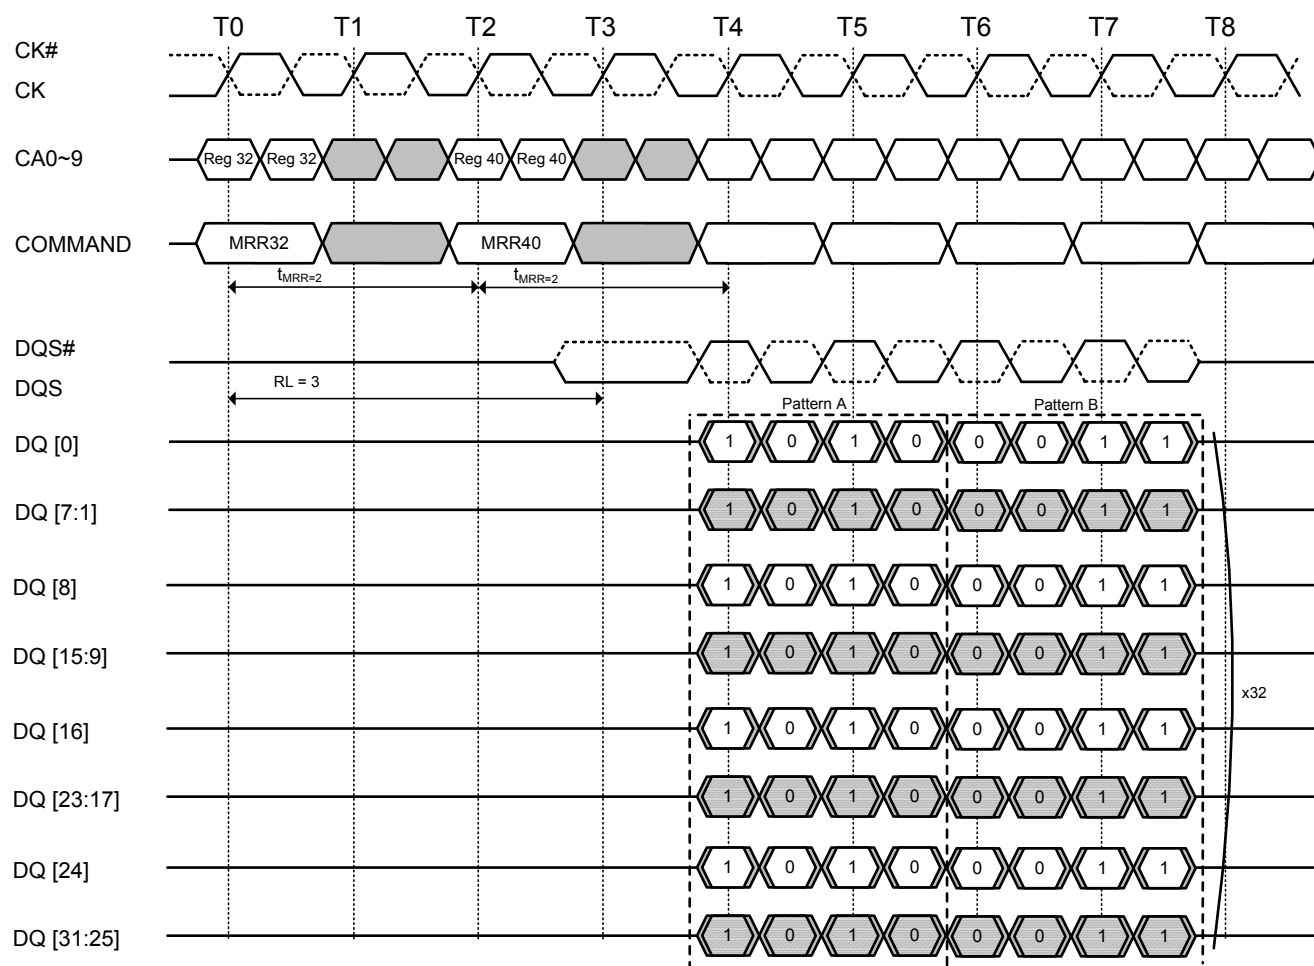 T0 T1 T2 T3 T4 T5 T6 T7 T8
CK#
CK
CA0~9 Reg 32 Reg 32 Reg 40 Reg 40
COMMAND MRR32 MRR40
tMRR=2 tMRR=2
DQS#
DQS
RL = 3
Pattern A Pattern B
DQ [0] 1 0 1 0 0 0 1 1
DQ [7:1] 1 0 1 0 0 0 1 1
DQ [8] 1 0 1 0 0 0 1 1
DQ [15:9] 1 0 1 0 0 0 1 1
x32
DQ [16] 1 0 1 0 0 0 1 1
DQ [23:17] 1 0 1 0 0 0 1 1
DQ [24] 1 0 1 0 0 0 1 1
DQ [31:25] 1 0 1 0 0 0 1 1